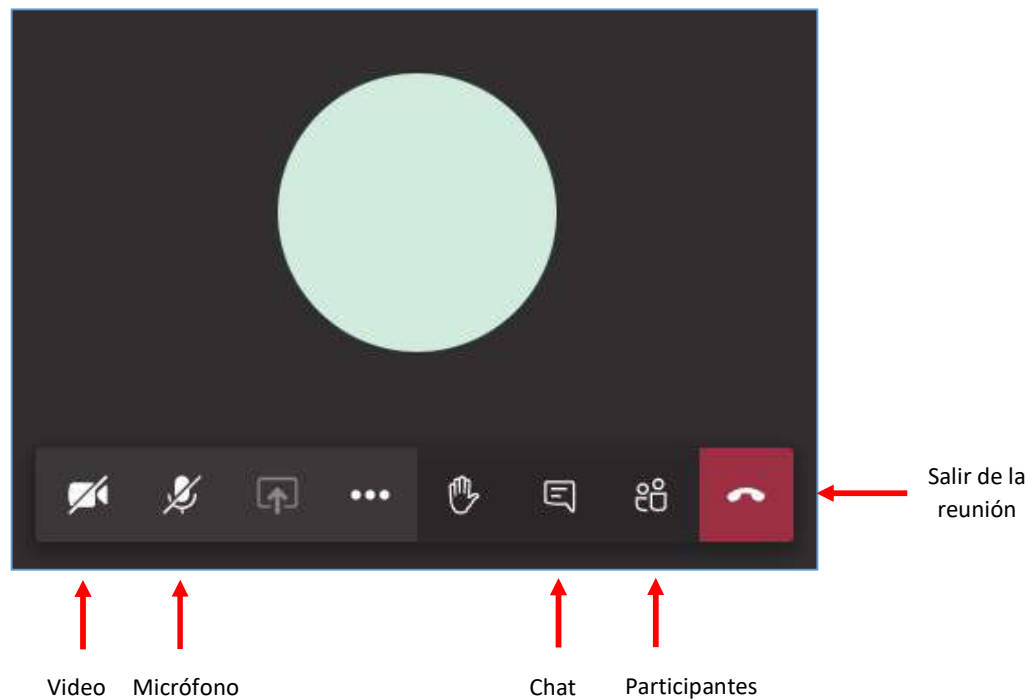 Salir de la
reunión
Video
Micrófono
Chat
Participantes